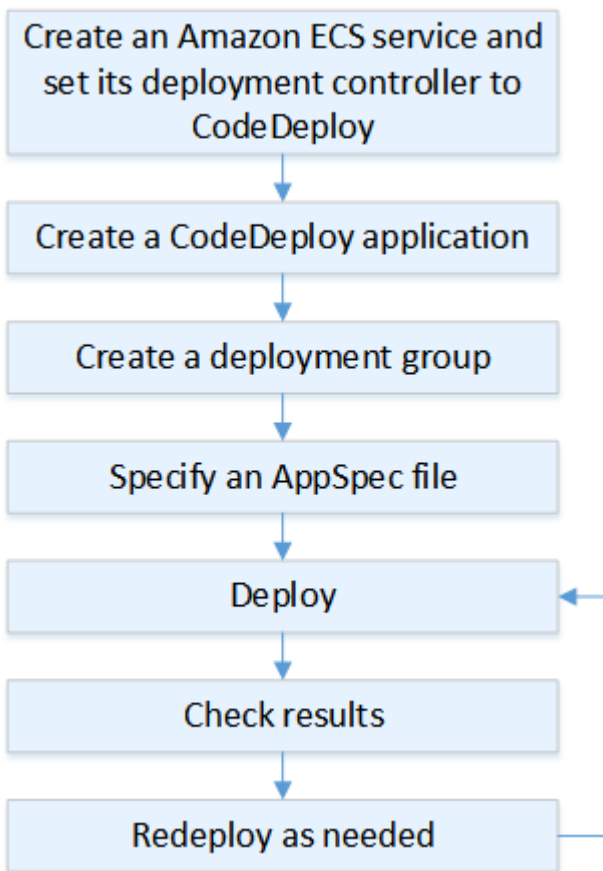 Create an Amazon ECS service and
set its deployment controller to
CodeDeploy
Create a CodeDeploy application
Create a deployment group
Specify an AppSpec file
Deploy
Check results
Redeploy as needed